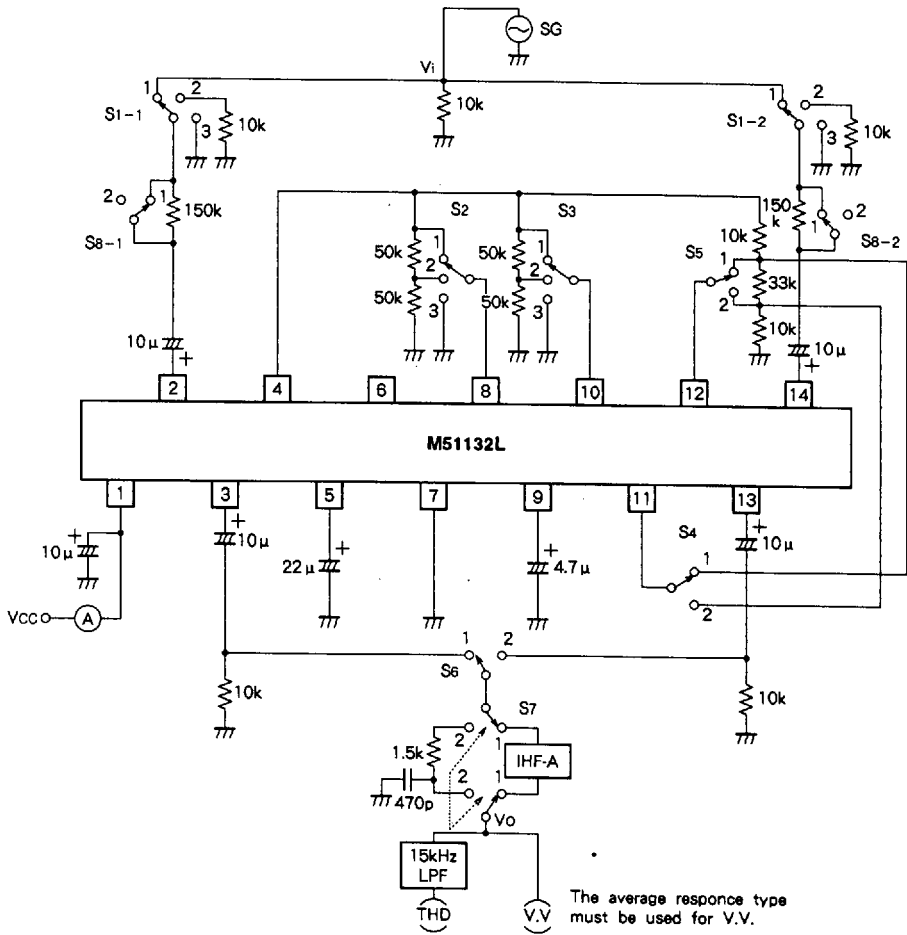 SG
Vi
1
2
S1-1
3
10k
10k
1
2
S1-2
3
10k
2
1
S8-1
150k
150
k
1
2
S8-2
S2
S3
50k
1
2
50k
3
50k
1
2
50k
3
10k
S5
1
33k
2
10k
10μ
+
10μ
+
2
4
6
8
10
12
14
M51132L
1
3
5
7
9
11
13
+
10μ
+
10μ
22μ
+
+
4.7μ
S4
1
2
+
10μ
Vcc
A
1
2
S6
10k
10k
S7
2
1
1.5k
IHF-A
2
1
470p
Vo
15kHz
LPF
THD
V.V
The average responce type
must be used for V.V.